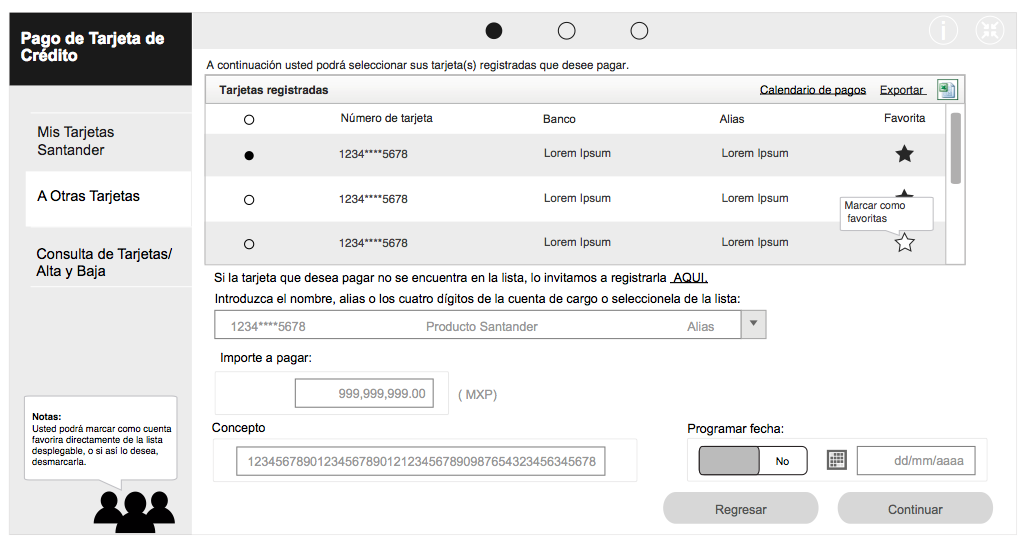 Pago de Tarjeta de
Crédito
A continuación usted podrá seleccionar sus tarjeta(s) registradas que desee pagar.
Tarjetas registradas Calendario de pagos Exportar
Número de tarjeta Banco Alias Favorita
1234****5678 Lorem Ipsum Lorem Ipsum
1234****5678 Lorem Ipsum Lorem Ipsum
Marcar como
favoritas
1234****5678 Lorem Ipsum Lorem Ipsum
Mis Tarjetas
Santander
A Otras Tarjetas
Consulta de Tarjetas/
Alta y Baja
Si la tarjeta que desea pagar no se encuentra en la lista, lo invitamos a registrarla AQUI.
Introduzca el nombre, alias o los cuatro dígitos de la cuenta de cargo o seleccionela de la lista:
1234****5678 Producto Santander Alias
Importe a pagar:
999,999,999.00 ( MXP)
Concepto
12345678901234567890121234567890987654323456345678
Programar fecha:
No dd/mm/aaaa
Notas:
Usted podrá marcar como cuenta
favorira directamente de la lista
desplegable, o si asi lo desea,
desmarcarla.
Regresar Continuar